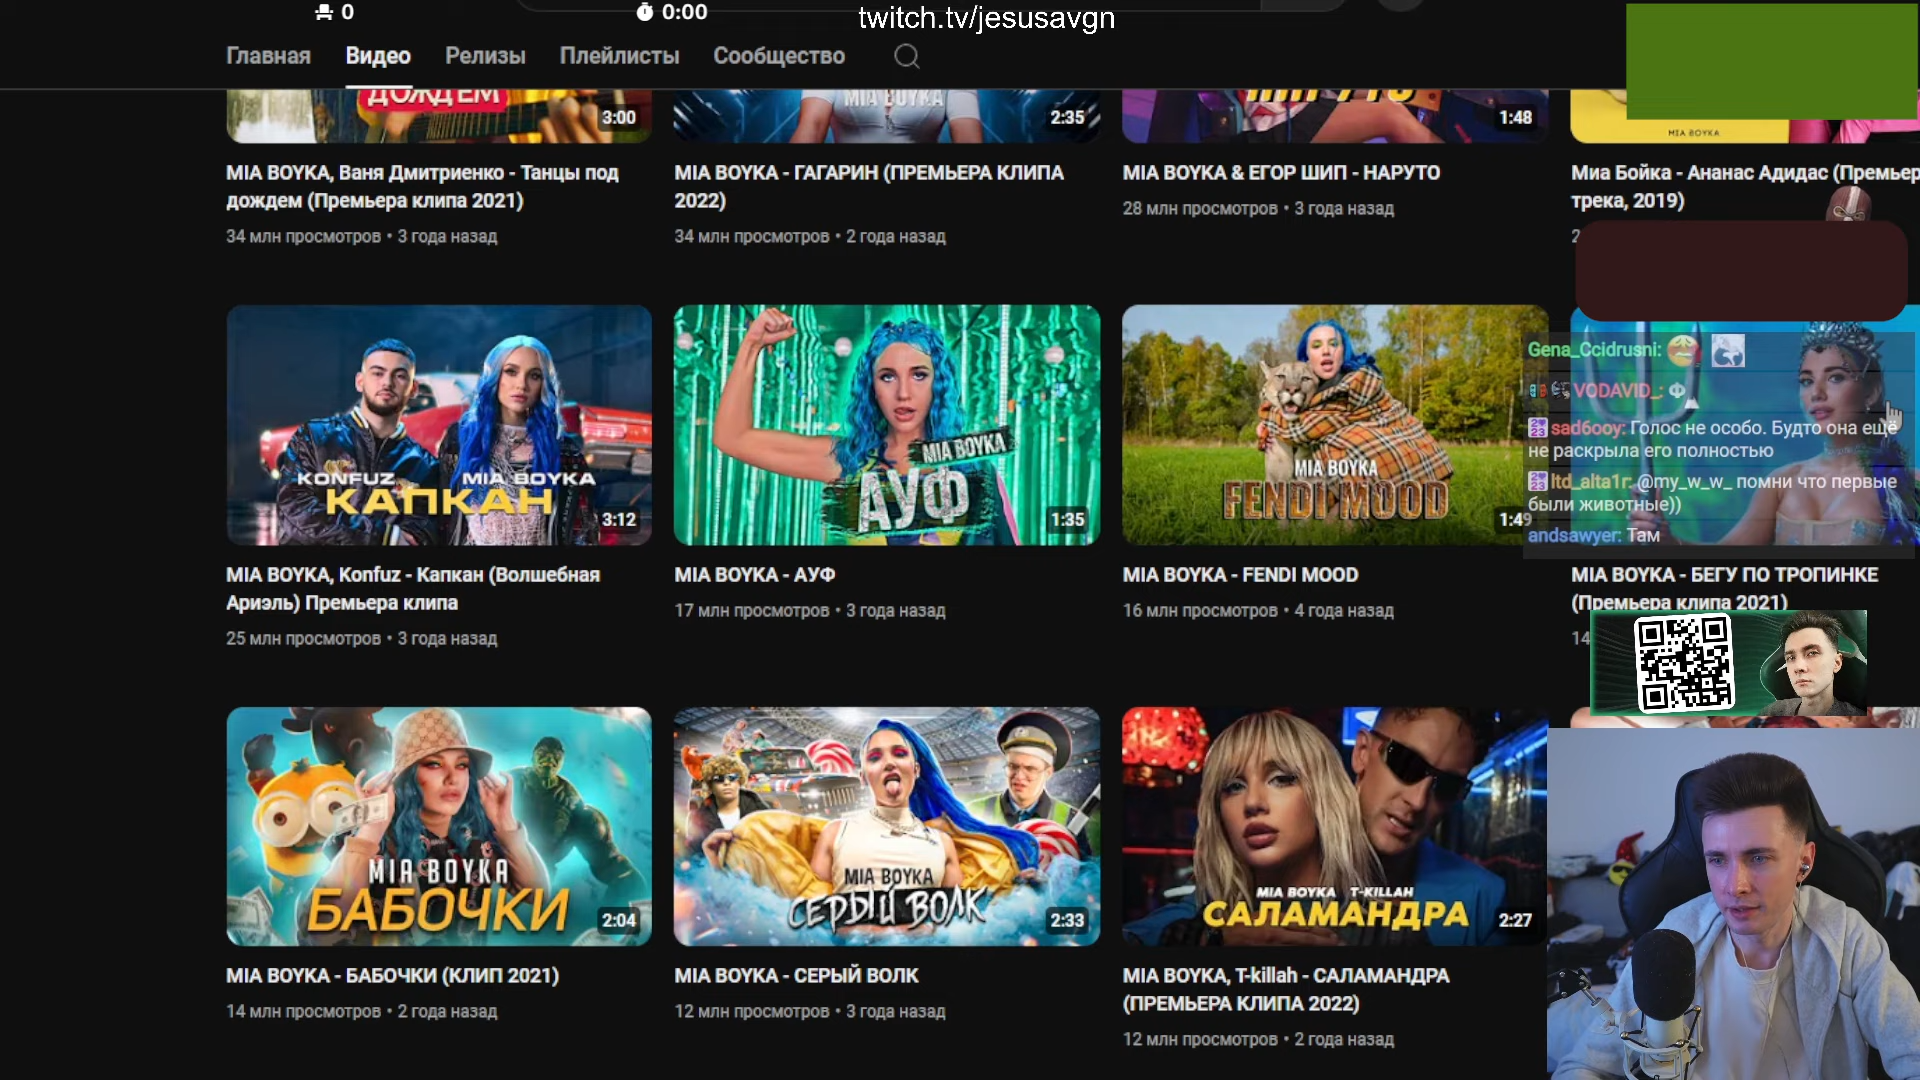 0
0:00
twitch.tv/jesusavgn
Главная
Видео
Релизы
Плейлисты
Сообщество
ДОЖДЕМ
3:00
MIA BOYKA
2:35
1:48
MIA BOYKA
MIA BOYKA, Ваня Дмитриенко - Танцы под
дождем (Премьера клипа 2021)
34 млн просмотров • 3 года назад
MIA BOYKA - ГАГАРИН (ПРЕМЬЕРА КЛИПА
2022)
34 млн просмотров • 2 года назад
MIA BOYKA & ЕГОР ШИП - НАРУТО
28 млн просмотров • 3 года назад
Миа Бойка - Ананас Адидас (Премьер
трека, 2019)
KONFUZ MIA BOYKA
КАПКАН
3:12
MIA BOYKA
АУФ
1:35
MIA BOYKA
FENDI MOOD
1:49
Gena_Ccidrusni:
VODAVID_: Ф
sad6ooy: Голос не особо. Будто она ещё
не раскрыла его полностью
ltd_alta1r: @my_w_w_ помни что первые
были животные))
andsawyer: Там
MIA BOYKA, Konfuz - Капкан (Волшебная
Ариэль) Премьера клипа
25 млн просмотров • 3 года назад
MIA BOYKA - АУФ
17 млн просмотров • 3 года назад
MIA BOYKA - FENDI MOOD
16 млн просмотров • 4 года назад
MIA BOYKA - БЕГУ ПО ТРОПИНКЕ
(Премьера клипа 2021)
14
MIA BOYKA
БАБОЧКИ
2:04
MIA BOYKA
СЕРЫЙ ВОЛК
2:33
MIA BOYKA T-KILLAH
САЛАМАНДРА
2:27
MIA BOYKA - БАБОЧКИ (КЛИП 2021)
14 млн просмотров • 2 года назад
MIA BOYKA - СЕРЫЙ ВОЛК
12 млн просмотров • 3 года назад
MIA BOYKA, T-killah - САЛАМАНДРА
(ПРЕМЬЕРА КЛИПА 2022)
12 млн просмотров • 2 года назад